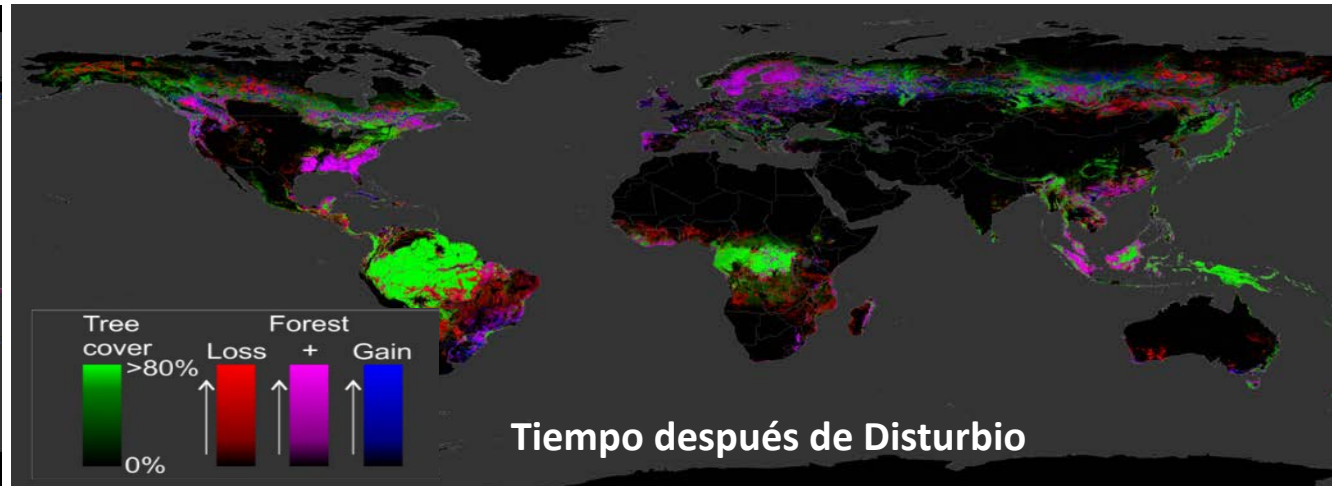 Tree
cover
Forest
Loss + Gain
>80%
0%
Tiempo después de Disturbio